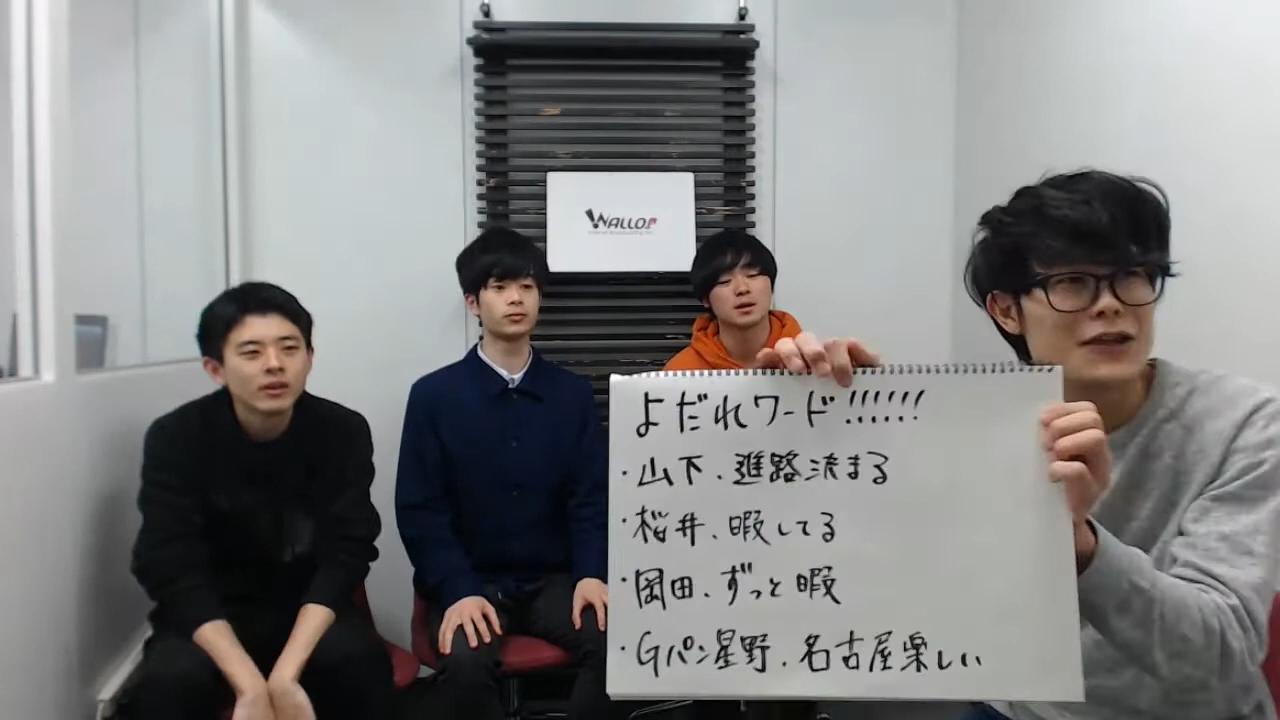 WALLOP
よだれワード!!!!!!
・山下、進路決まる
・桜井、暇してる
・岡田、ずっと暇
・Gパン星野、名古屋楽しい